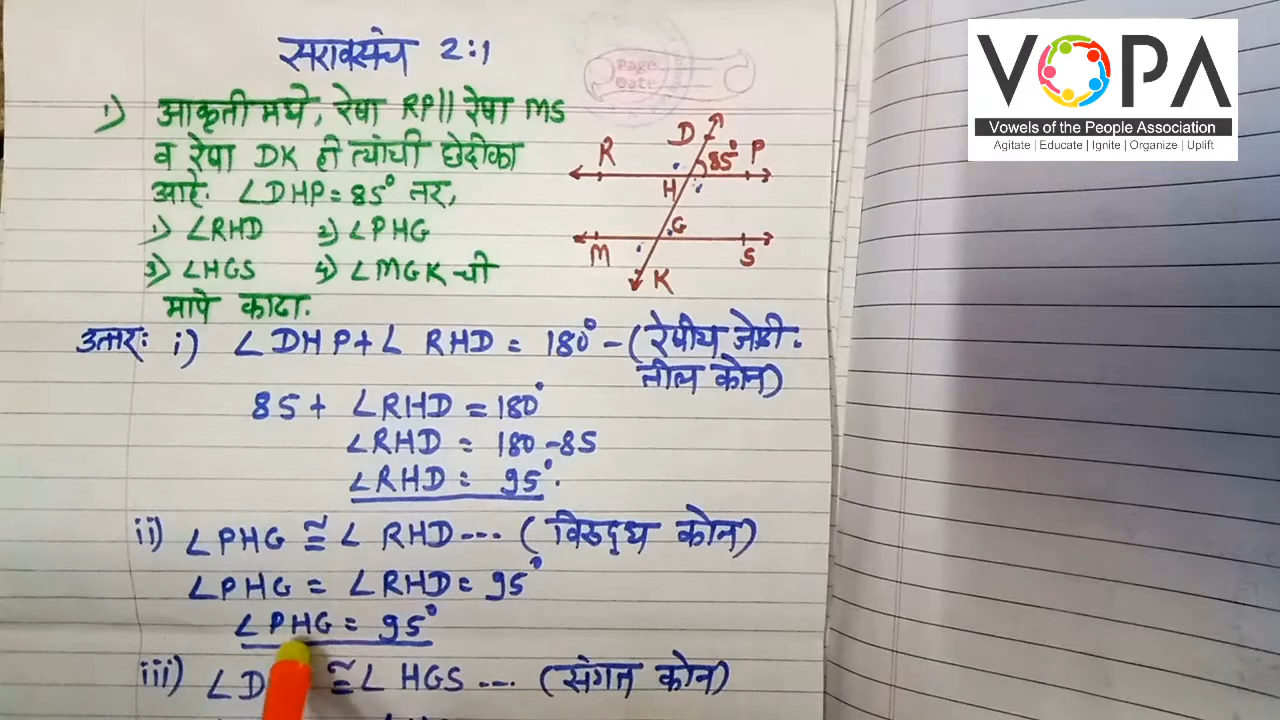 सरावसंच 2:1
1) आकृती मधे, रेषा RP || रेषा MS
व रेषा DK ही त्यांची छेदीका
आहे. ∠DHP = 85° तर,
1) ∠RHD 2) ∠PHG
3) ∠HGS 4) ∠MGK ची
मापे काढा.
R D 85° P
H
G
M K S
Page
Date
उत्तर: i) ∠DHP + ∠RHD = 180° - (रेषीय जोडी.
तील कोन)
85 + ∠RHD = 180°
∠RHD = 180 - 85
∠RHD = 95°.
ii) ∠PHG ≅ ∠RHD --- (विरुद्ध कोन)
∠PHG = ∠RHD = 95°
∠PHG = 95°
iii) ∠D ≅ ∠HGS --- (संगत कोन)
VOPA
Vowels of the People Association
Agitate | Educate | Ignite | Organize | Uplift